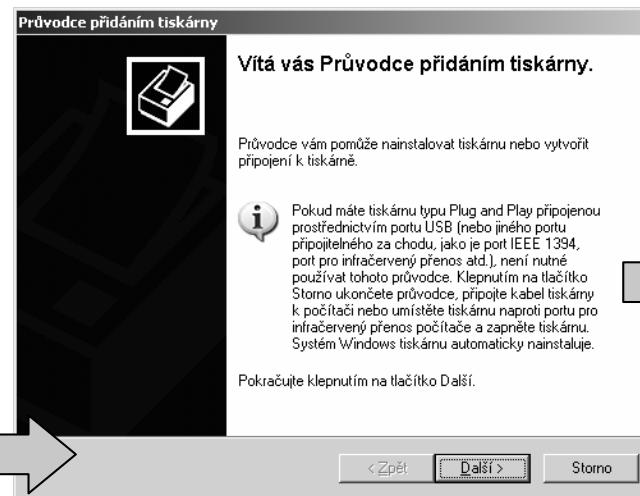 Průvodce přidáním tiskárny
Vítá vás Průvodce přidáním tiskárny.
Průvodce vám pomůže nainstalovat tiskárnu nebo vytvořit
připojení k tiskárně.
Pokud máte tiskárnu typu Plug and Play připojenou
prostřednictvím portu USB (nebo jiného portu
připojitelného za chodu, jako je port IEEE 1394,
port pro infračervený přenos atd.), není nutné
používat tohoto průvodce. Klepnutím na tlačítko
Storno ukončete průvodce, připojte kabel tiskárny
k počítači nebo umístěte tiskárnu naproti portu pro
infračervený přenos počítače a zapněte tiskárnu.
Systém Windows tiskárnu automaticky nainstaluje.
Pokračujte klepnutím na tlačítko Další.
< Zpět Další > Storno